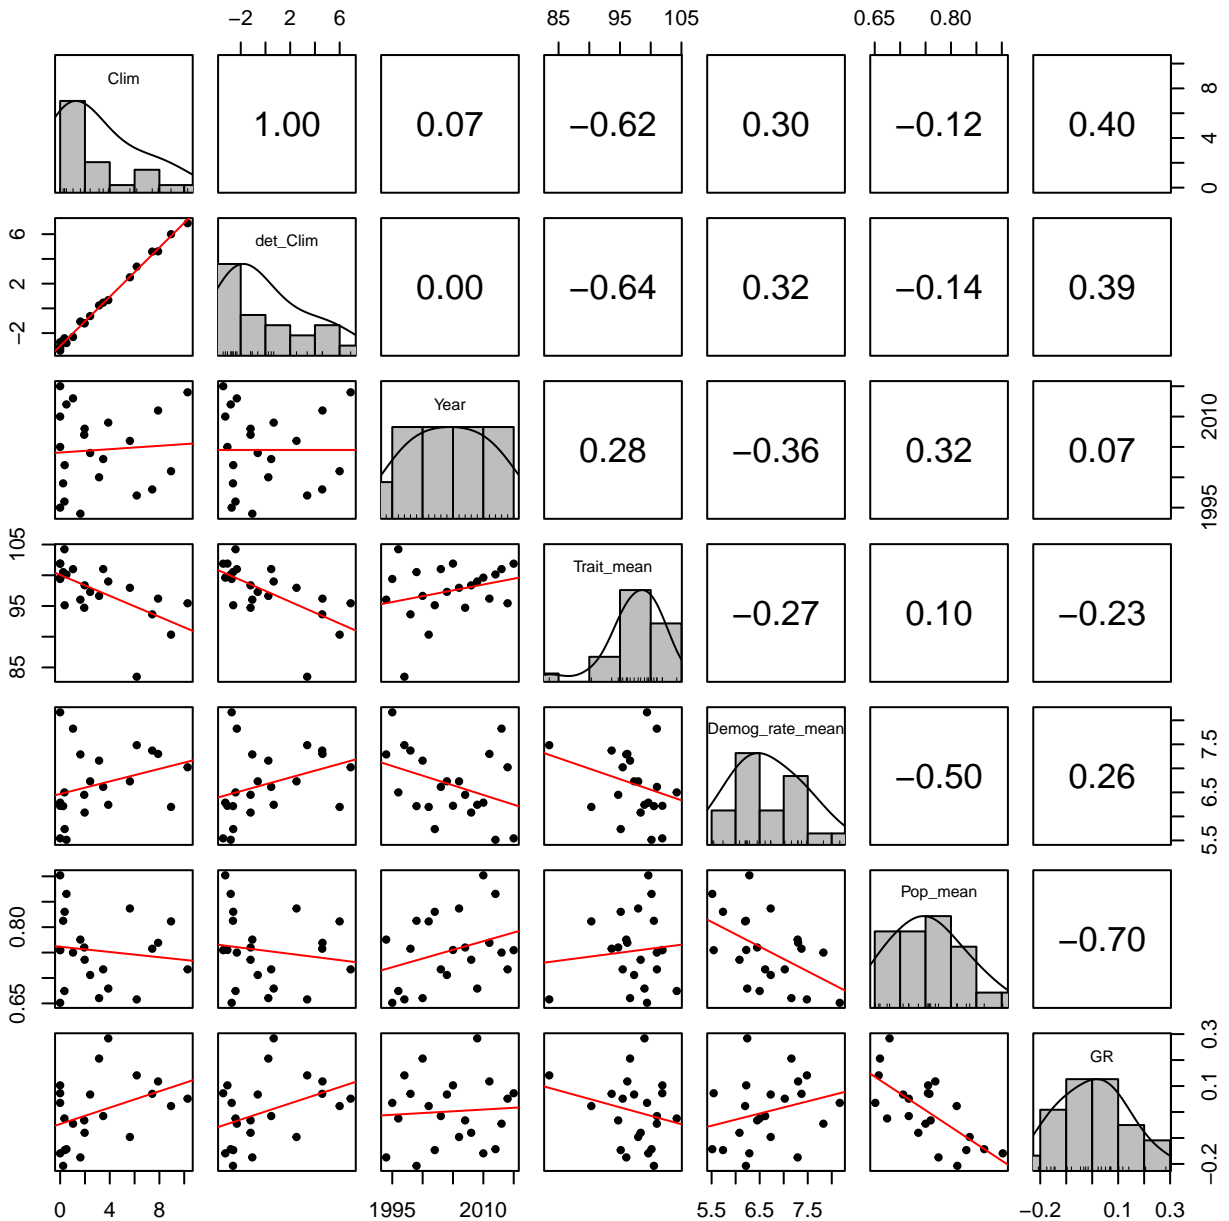 −2 2 6 85 95 105 0.65 0.80
Clim 1.00 0.07 −0.62 0.30 −0.12 0.40 0 4 8
−2 2 6 det_Clim 0.00 −0.64 0.32 −0.14 0.39
Year 0.28 −0.36 0.32 0.07 1995 2010
85 95 105 Trait_mean −0.27 0.10 −0.23
Demog_rate_mean −0.50 0.26 5.5 6.5 7.5
0.65 0.80 Pop_mean −0.70
GR −0.2 0.1 0.3
0 4 8 1995 2010 5.5 6.5 7.5 −0.2 0.1 0.3